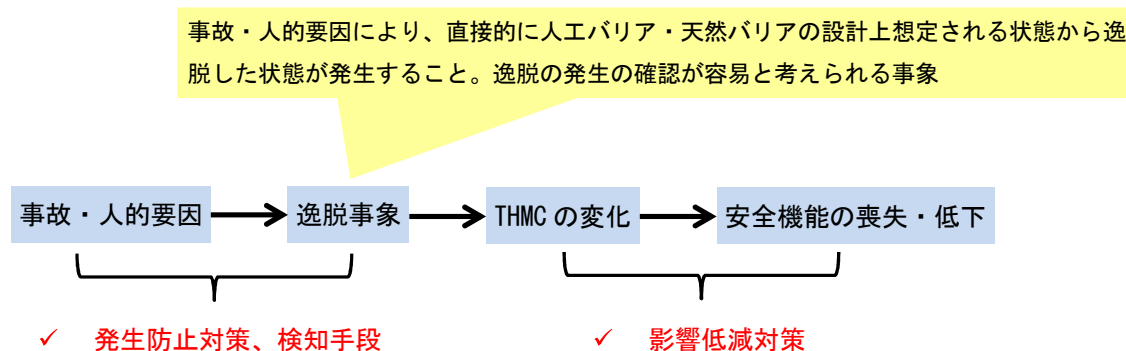 事故・人的要因により、直接的に人工バリア・天然バリアの設計上想定される状態から逸
脱した状態が発生すること。逸脱の発生の確認が容易と考えられる事象
事故・人的要因
逸脱事象
THMCの変化
安全機能の喪失・低下
✓ 発生防止対策、検知手段
✓ 影響低減対策